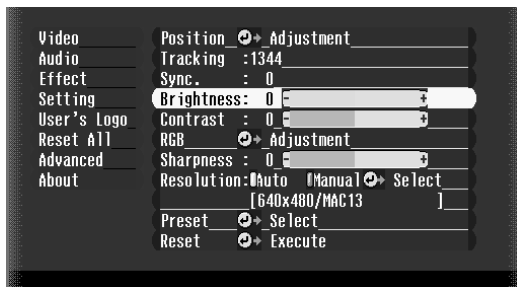 Video
Audio
Effect
Setting
User's Logo
Reset All
Advanced
About
Position Adjustment
Tracking :1344
Sync. : 0
Brightness: 0 - +
Contrast : 0 - +
RGB Adjustment
Sharpness : 0 - +
Resolution: Auto Manual Select
[640x480/MAC13 ]
Preset Select
Reset Execute